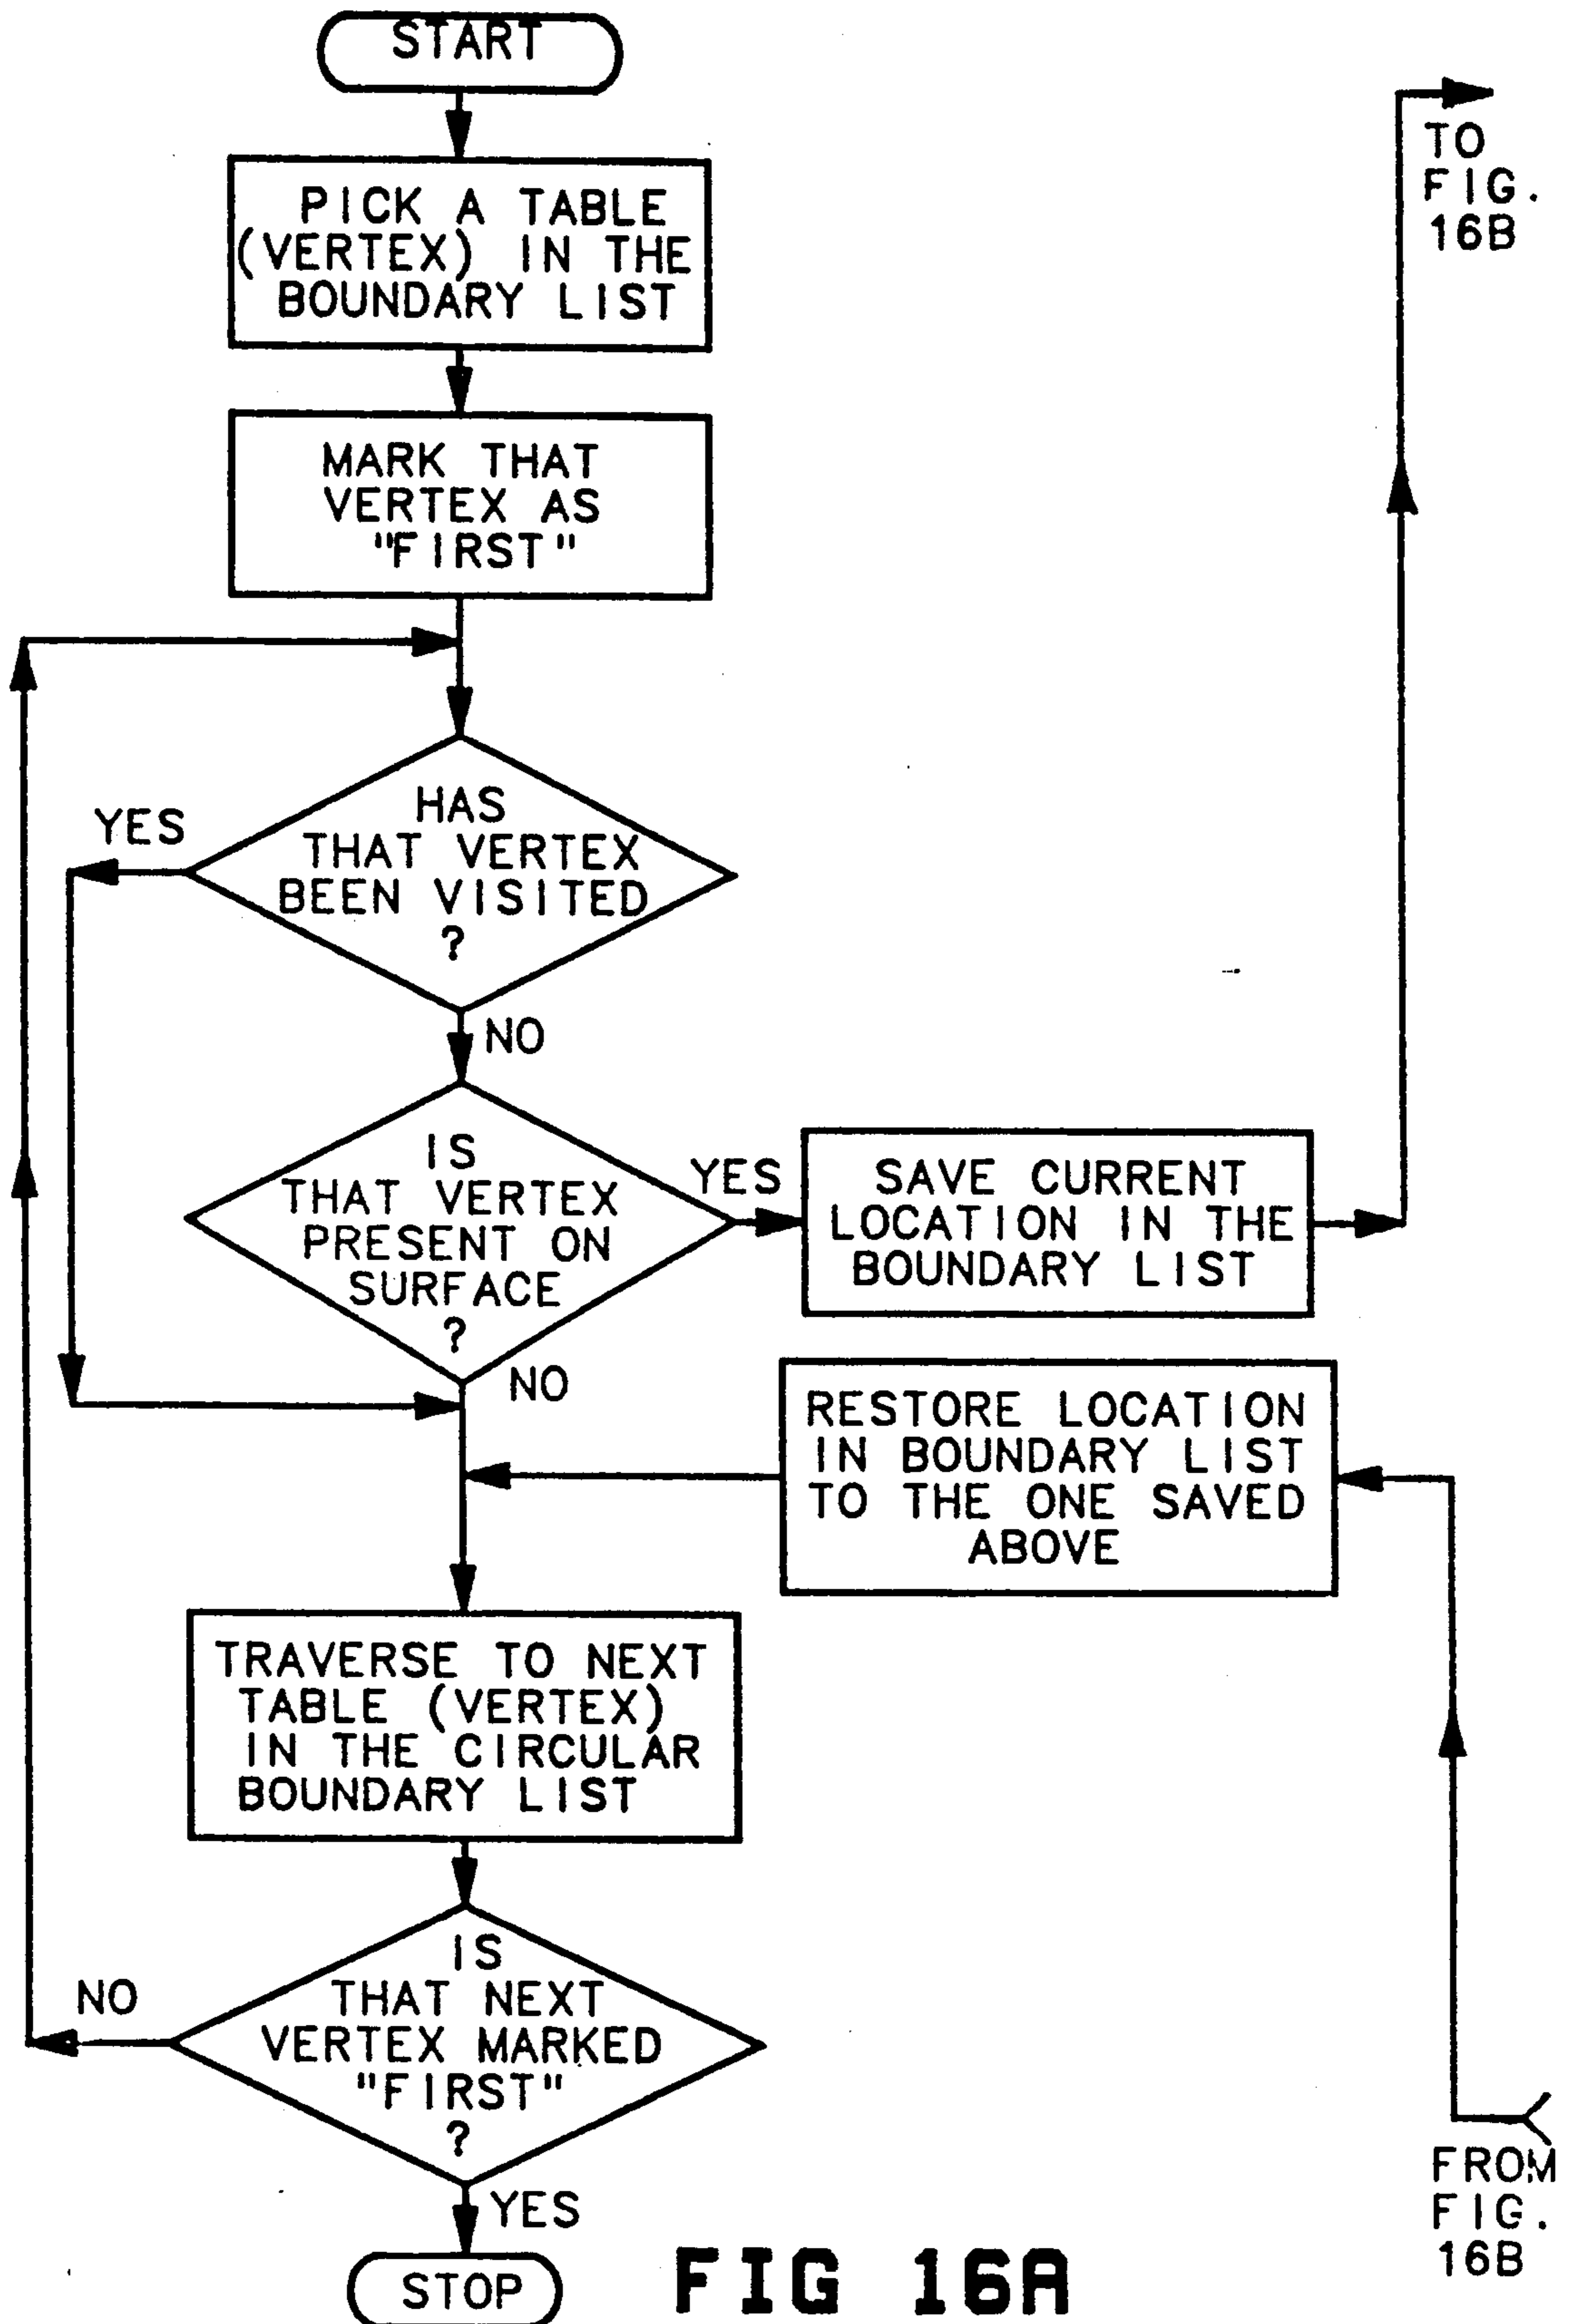 START
PICK A TABLE
(VERTEX) IN THE
BOUNDARY LIST
MARK THAT
VERTEX AS
"FIRST"
HAS
THAT VERTEX
BEEN VISITED
?
YES
NO
IS
THAT VERTEX
PRESENT ON
SURFACE
?
YES
NO
SAVE CURRENT
LOCATION IN THE
BOUNDARY LIST
TO
FIG.
16B
RESTORE LOCATION
IN BOUNDARY LIST
TO THE ONE SAVED
ABOVE
TRAVERSE TO NEXT
TABLE (VERTEX)
IN THE CIRCULAR
BOUNDARY LIST
IS
THAT NEXT
VERTEX MARKED
"FIRST"
?
NO
YES
STOP
FROM
FIG.
16B
FIG 16A